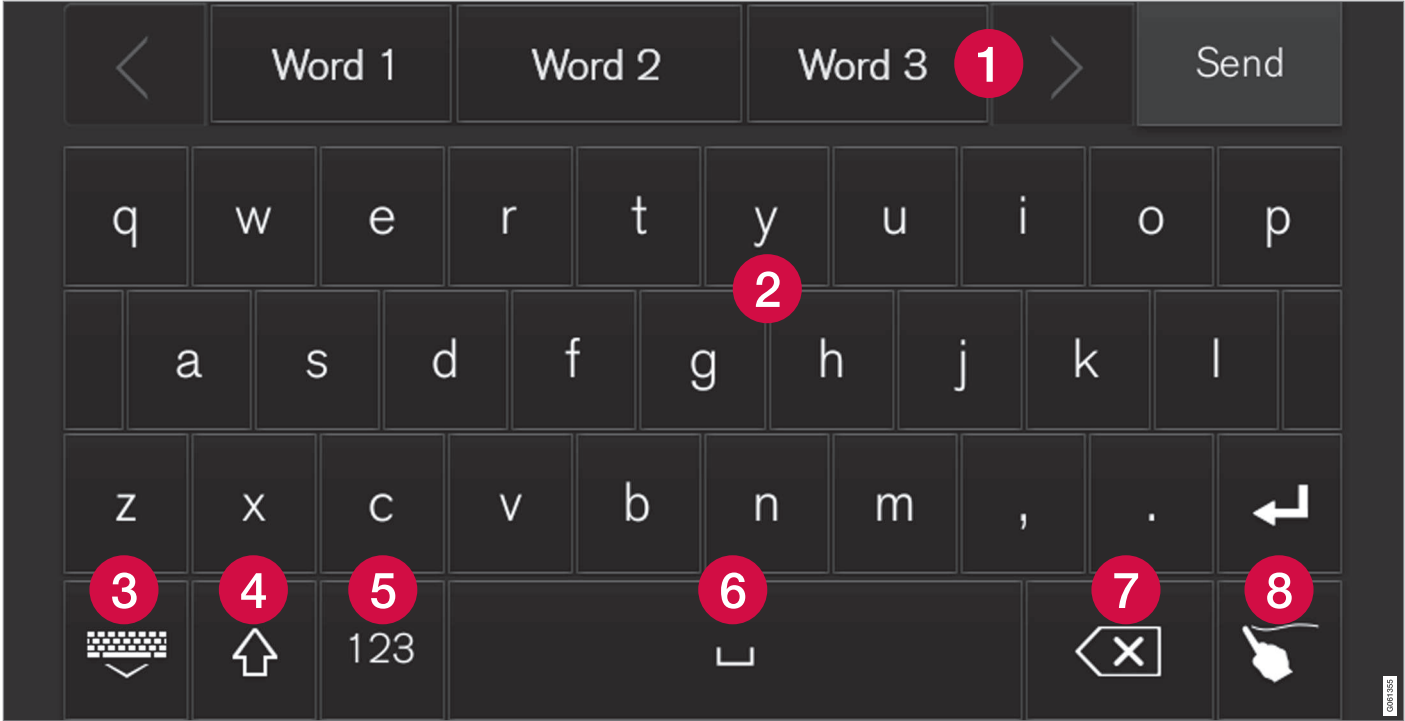 Word 1 Word 2 Word 3 1 Send
q w e r t y u i o p
2
a s d f g h j k l
z x c v b n m , .
3 4 5 6 7 8
123
G061355